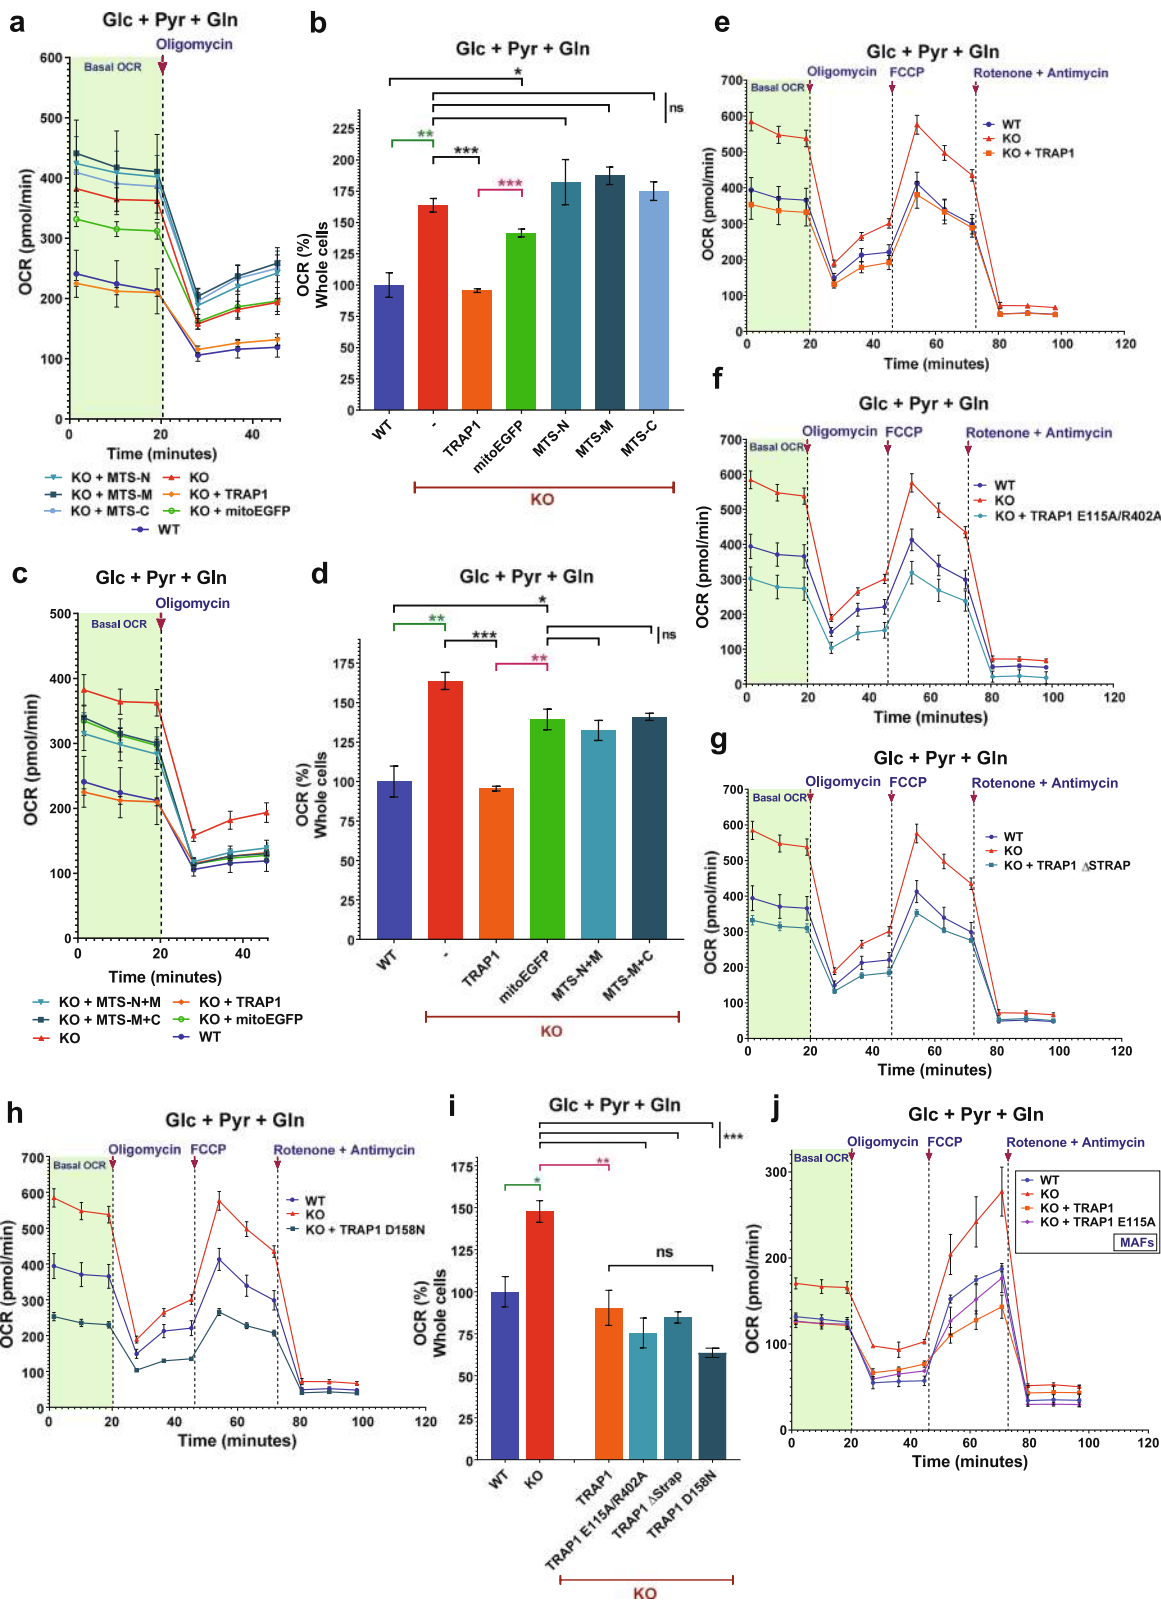 a
Glc + Pyr + Gln
Oligomycin
Basal OCR
OCR (pmol/min)
600
500
400
300
200
100
0
0 20 40
Time (minutes)
KO + MTS-N
KO
KO + MTS-M
KO + TRAP1
KO + MTS-C
KO + mitoEGFP
WT
b
Glc + Pyr + Gln
*
ns
**
***
***
OCR (%)
Whole cells
225
200
175
150
125
100
75
50
25
0
WT
-
TRAP1
mitoEGFP
MTS-N
MTS-M
MTS-C
KO
c
Glc + Pyr + Gln
Oligomycin
Basal OCR
OCR (pmol/min)
500
400
300
200
100
0
0 20 40
Time (minutes)
KO + MTS-N+M
KO + TRAP1
KO + MTS-M+C
KO + mitoEGFP
KO
WT
d
Glc + Pyr + Gln
*
**
ns
***
**
OCR (%)
Whole cells
175
150
125
100
75
50
25
0
WT
-
TRAP1
mitoEGFP
MTS-N+M
MTS-M+C
KO
e
Glc + Pyr + Gln
Oligomycin
FCCP
Rotenone + Antimycin
Basal OCR
OCR (pmol/min)
700
600
500
400
300
200
100
0
WT
KO
KO + TRAP1
0 20 40 60 80 100 120
Time (minutes)
f
Glc + Pyr + Gln
Oligomycin
FCCP
Rotenone + Antimycin
Basal OCR
OCR (pmol/min)
700
600
500
400
300
200
100
0
WT
KO
KO + TRAP1 E115A/R402A
0 20 40 60 80 100 120
Time (minutes)
g
Glc + Pyr + Gln
Oligomycin
FCCP
Rotenone + Antimycin
Basal OCR
OCR (pmol/min)
700
600
500
400
300
200
100
0
WT
KO
KO + TRAP1 ΔSTRAP
0 20 40 60 80 100 120
Time (minutes)
h
Glc + Pyr + Gln
Oligomycin
FCCP
Rotenone + Antimycin
Basal OCR
OCR (pmol/min)
700
600
500
400
300
200
100
0
WT
KO
KO + TRAP1 D158N
0 20 40 60 80 100 120
Time (minutes)
i
Glc + Pyr + Gln
***
**
*
ns
OCR (%)
Whole cells
175
150
125
100
75
50
25
0
WT
KO
TRAP1
TRAP1 E115A/R402A
TRAP1 ΔStrap
TRAP1 D158N
KO
j
Glc + Pyr + Gln
Oligomycin
FCCP
Rotenone + Antimycin
Basal OCR
OCR (pmol/min)
300
200
100
0
WT
KO
KO + TRAP1
KO + TRAP1 E115A
MAFs
0 20 40 60 80 100 120
Time (minutes)